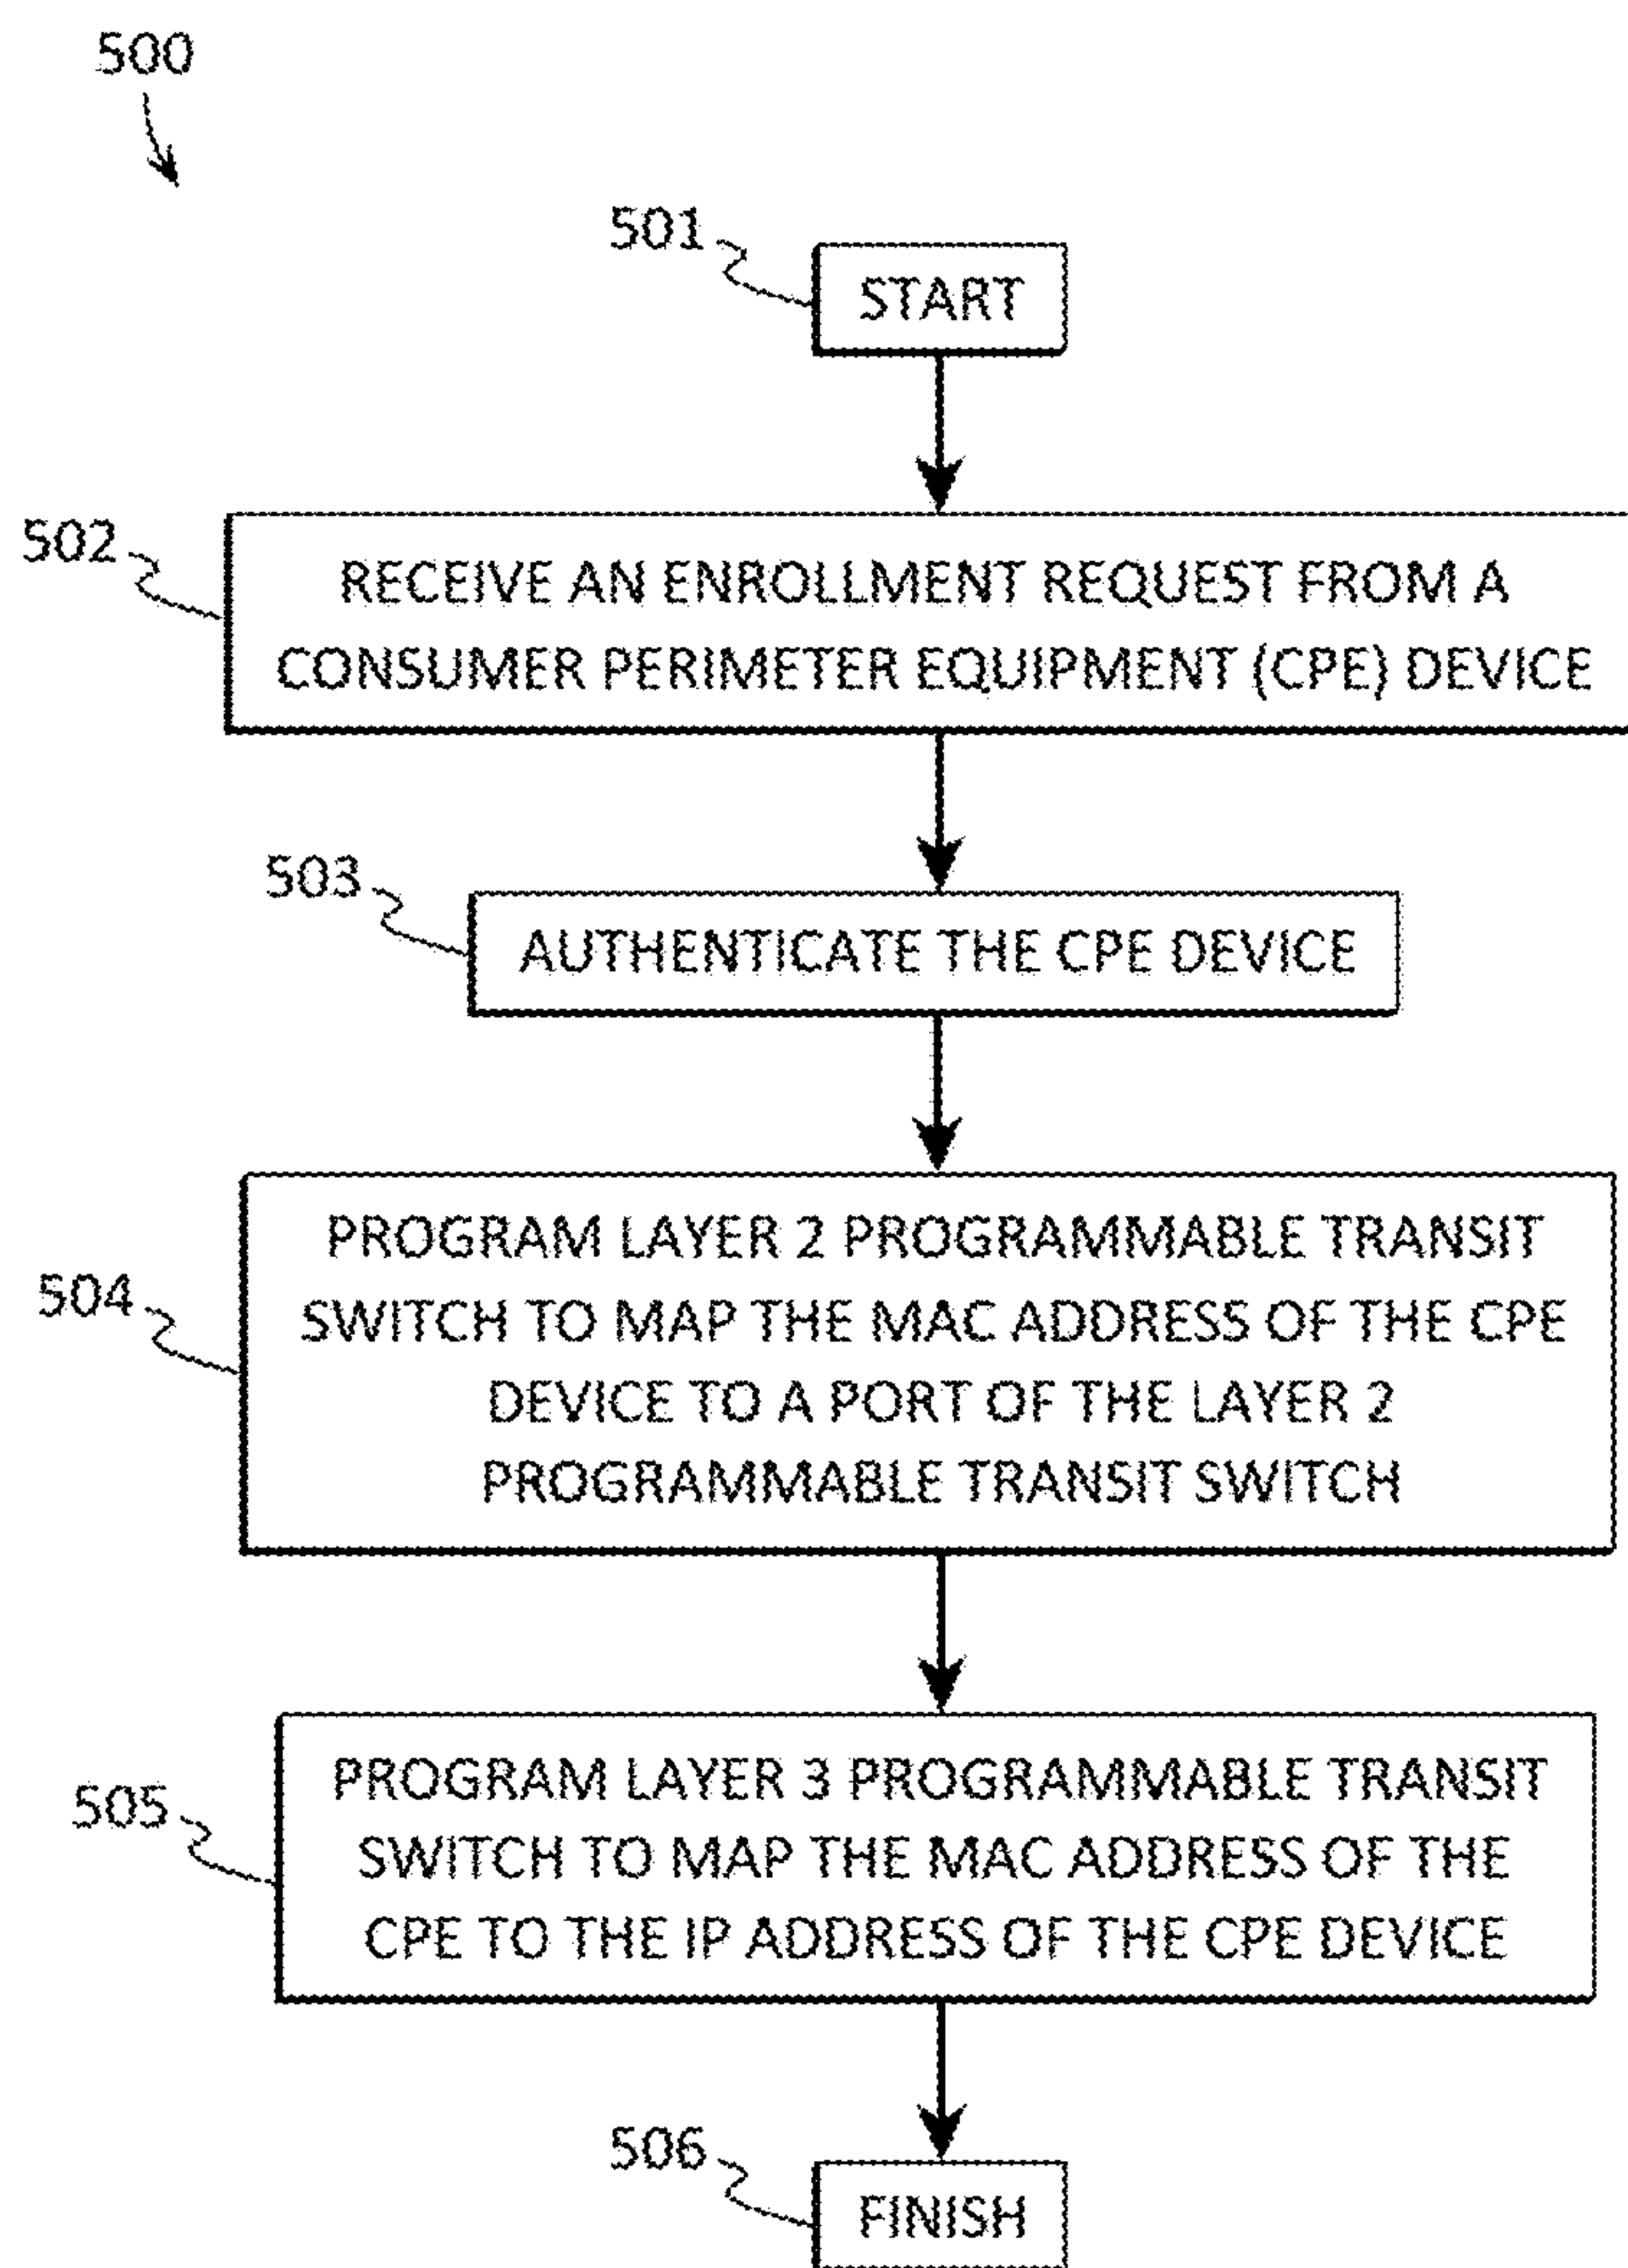 500
501
START
502
RECEIVE AN ENROLLMENT REQUEST FROM A
CONSUMER PERIMETER EQUIPMENT (CPE) DEVICE
503
AUTHENTICATE THE CPE DEVICE
504
PROGRAM LAYER 2 PROGRAMMABLE TRANSIT
SWITCH TO MAP THE MAC ADDRESS OF THE CPE
DEVICE TO A PORT OF THE LAYER 2
PROGRAMMABLE TRANSIT SWITCH
505
PROGRAM LAYER 3 PROGRAMMABLE TRANSIT
SWITCH TO MAP THE MAC ADDRESS OF THE
CPE TO THE IP ADDRESS OF THE CPE DEVICE
506
FINISH